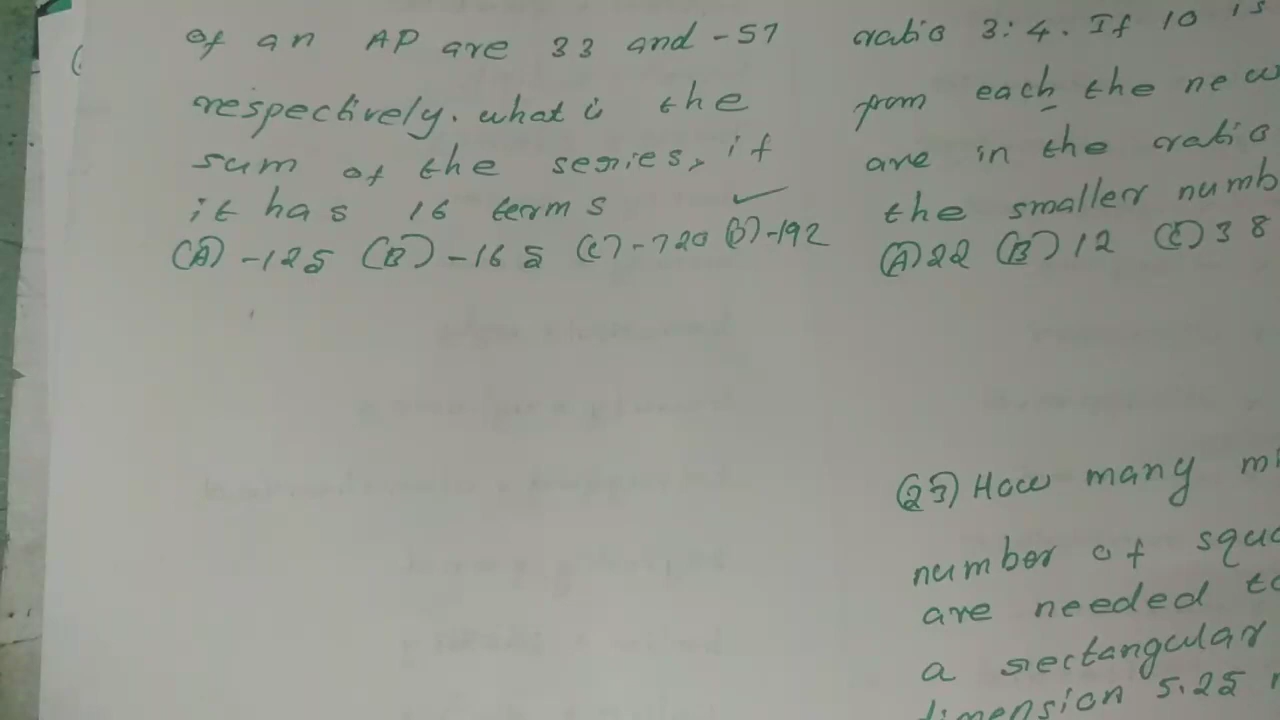 of an AP are 33 and -57
respectively. what is the
sum of the series, if
it has 16 terms
(A) -125 (B) -165 (C) -720 (D) -192
ratio 3:4. If 10 is
from each the new
are in the ratio
the smaller numb
(A) 22 (B) 12 (C) 38
(23) How many
number of squa
are needed to
a rectangular
dimension 5.25